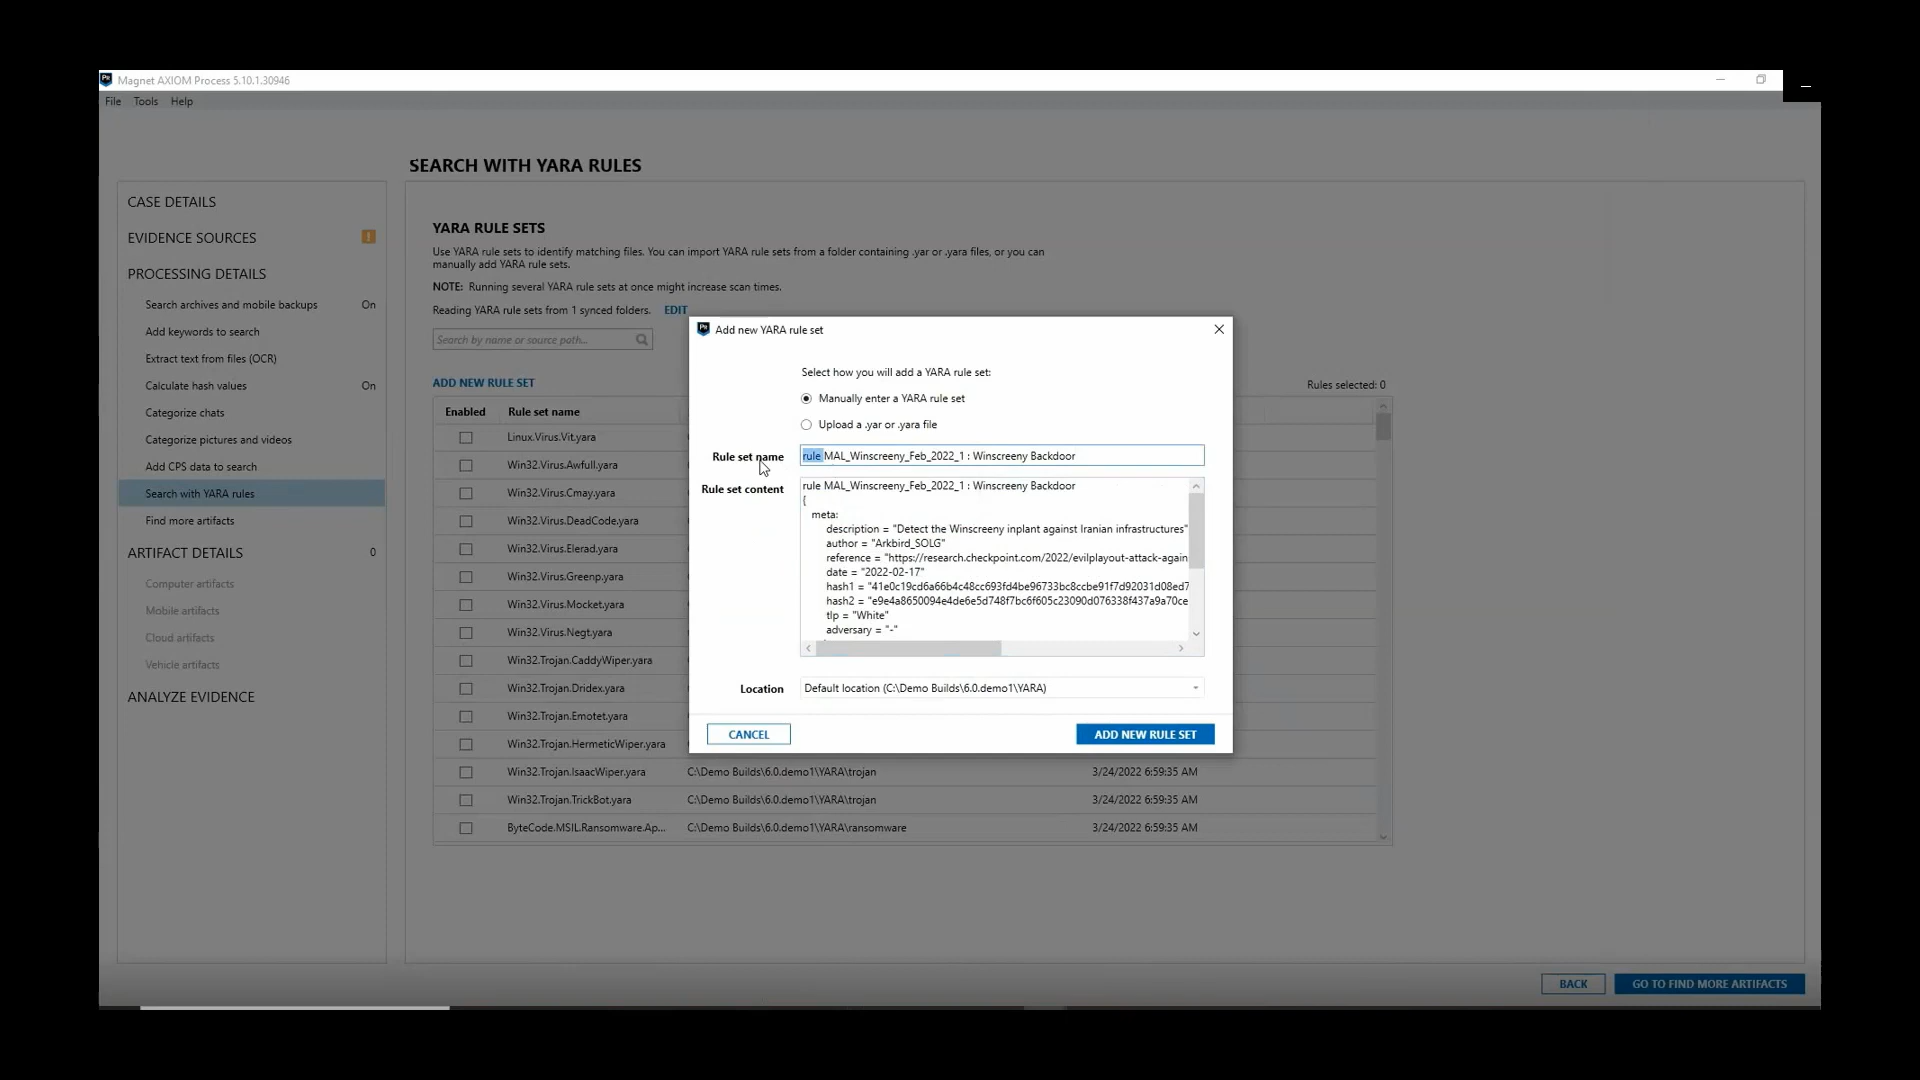 Magnet AXIOM Process 5.10.1.30946
File Tools Help
SEARCH WITH YARA RULES
CASE DETAILS
EVIDENCE SOURCES
PROCESSING DETAILS
Search archives and mobile backups On
Add keywords to search
Extract text from files (OCR)
Calculate hash values On
Categorize chats
Categorize pictures and videos
Add CPS data to search
Search with YARA rules
Find more artifacts
ARTIFACT DETAILS 0
Computer artifacts
Mobile artifacts
Cloud artifacts
Vehicle artifacts
ANALYZE EVIDENCE
YARA RULE SETS
Use YARA rule sets to identify matching files. You can import YARA rule sets from a folder containing .yar or .yara files, or you can
manually add YARA rule sets.
NOTE: Running several YARA rule sets at once might increase scan times.
Reading YARA rule sets from 1 synced folders. EDIT
Search by name or source path...
ADD NEW RULE SET
Rules selected: 0
Enabled Rule set name
Linux.Virus.Vit.yara
Win32.Virus.Awfull.yara
Win32.Virus.Cmay.yara
Win32.Virus.DeadCode.yara
Win32.Virus.Elerad.yara
Win32.Virus.Greenp.yara
Win32.Virus.Mocket.yara
Win32.Virus.Negt.yara
Win32.Trojan.CaddyWiper.yara
Win32.Trojan.Dridex.yara
Win32.Trojan.Emotet.yara
Win32.Trojan.HermeticWiper.yara
Win32.Trojan.IsaacWiper.yara C:\Demo Builds\6.0.demo1\YARA\trojan 3/24/2022 6:59:35 AM
Win32.Trojan.TrickBot.yara C:\Demo Builds\6.0.demo1\YARA\trojan 3/24/2022 6:59:35 AM
ByteCode.MSIL.Ransomware.Ap... C:\Demo Builds\6.0.demo1\YARA\ransomware 3/24/2022 6:59:35 AM
Add new YARA rule set
Select how you will add a YARA rule set:
Manually enter a YARA rule set
Upload a .yar or .yara file
Rule set name rule MAL_Winscreeny_Feb_2022_1 : Winscreeny Backdoor
Rule set content
rule MAL_Winscreeny_Feb_2022_1 : Winscreeny Backdoor
{
meta:
description = "Detect the Winscreeny inplant against Iranian infrastructures"
author = "Arkbird_SOLG"
reference = "https://research.checkpoint.com/2022/evilplayout-attack-again
date = "2022-02-17"
hash1 = "41e0c19cd6a66b4c48cc693fd4be96733bc8ccbe91f7d92031d08ed7
hash2 = "e9e4a8650094e4de6e5d748f7bc6f605c23090d076338f437a9a70ce
tlp = "White"
adversary = "-"
Location Default location (C:\Demo Builds\6.0.demo1\YARA)
CANCEL ADD NEW RULE SET
BACK GO TO FIND MORE ARTIFACTS